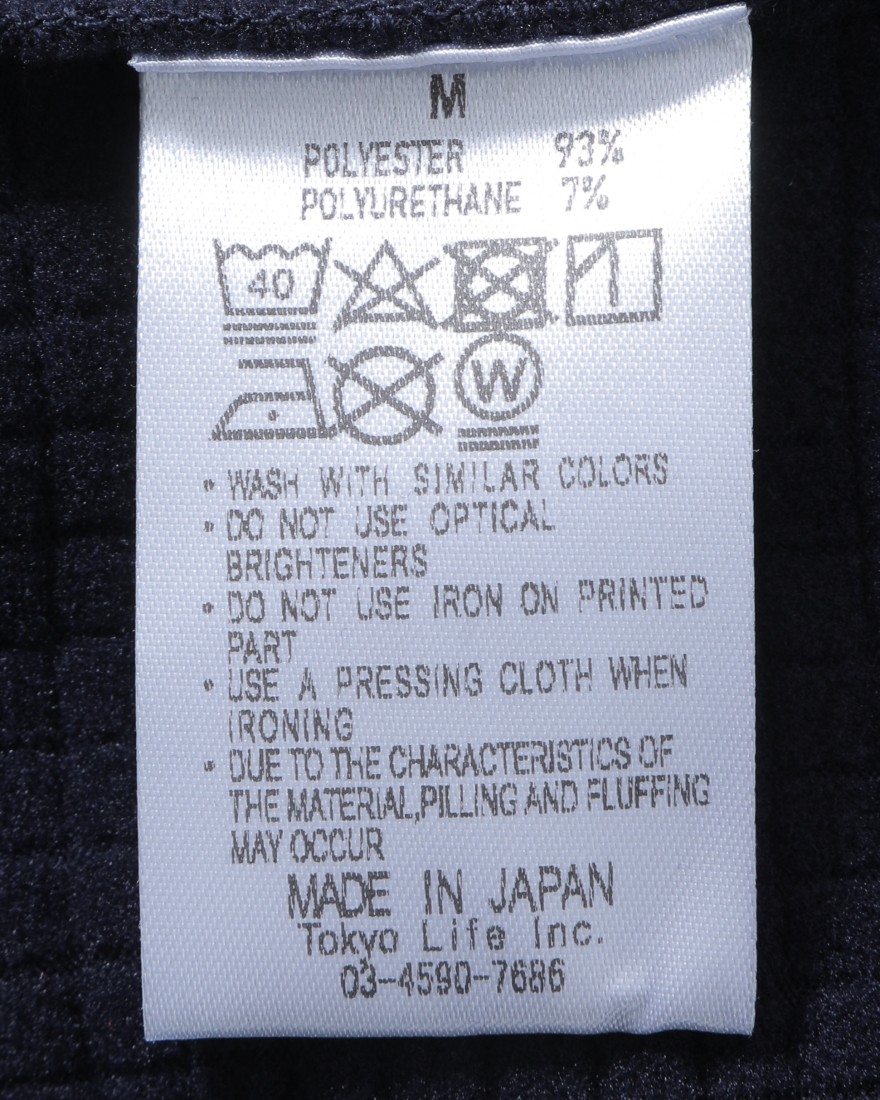 M
POLYESTER 93%
POLYURETHANE 7%
40
W
• WASH WITH SIMILAR COLORS
• DO NOT USE OPTICAL
BRIGHTENERS
• DO NOT USE IRON ON PRINTED
PART
• USE A PRESSING CLOTH WHEN
IRONING
• DUE TO THE CHARACTERISTICS OF
THE MATERIAL,PILLING AND FLUFFING
MAY OCCUR
MADE IN JAPAN
Tokyo Life Inc.
03-4590-7686